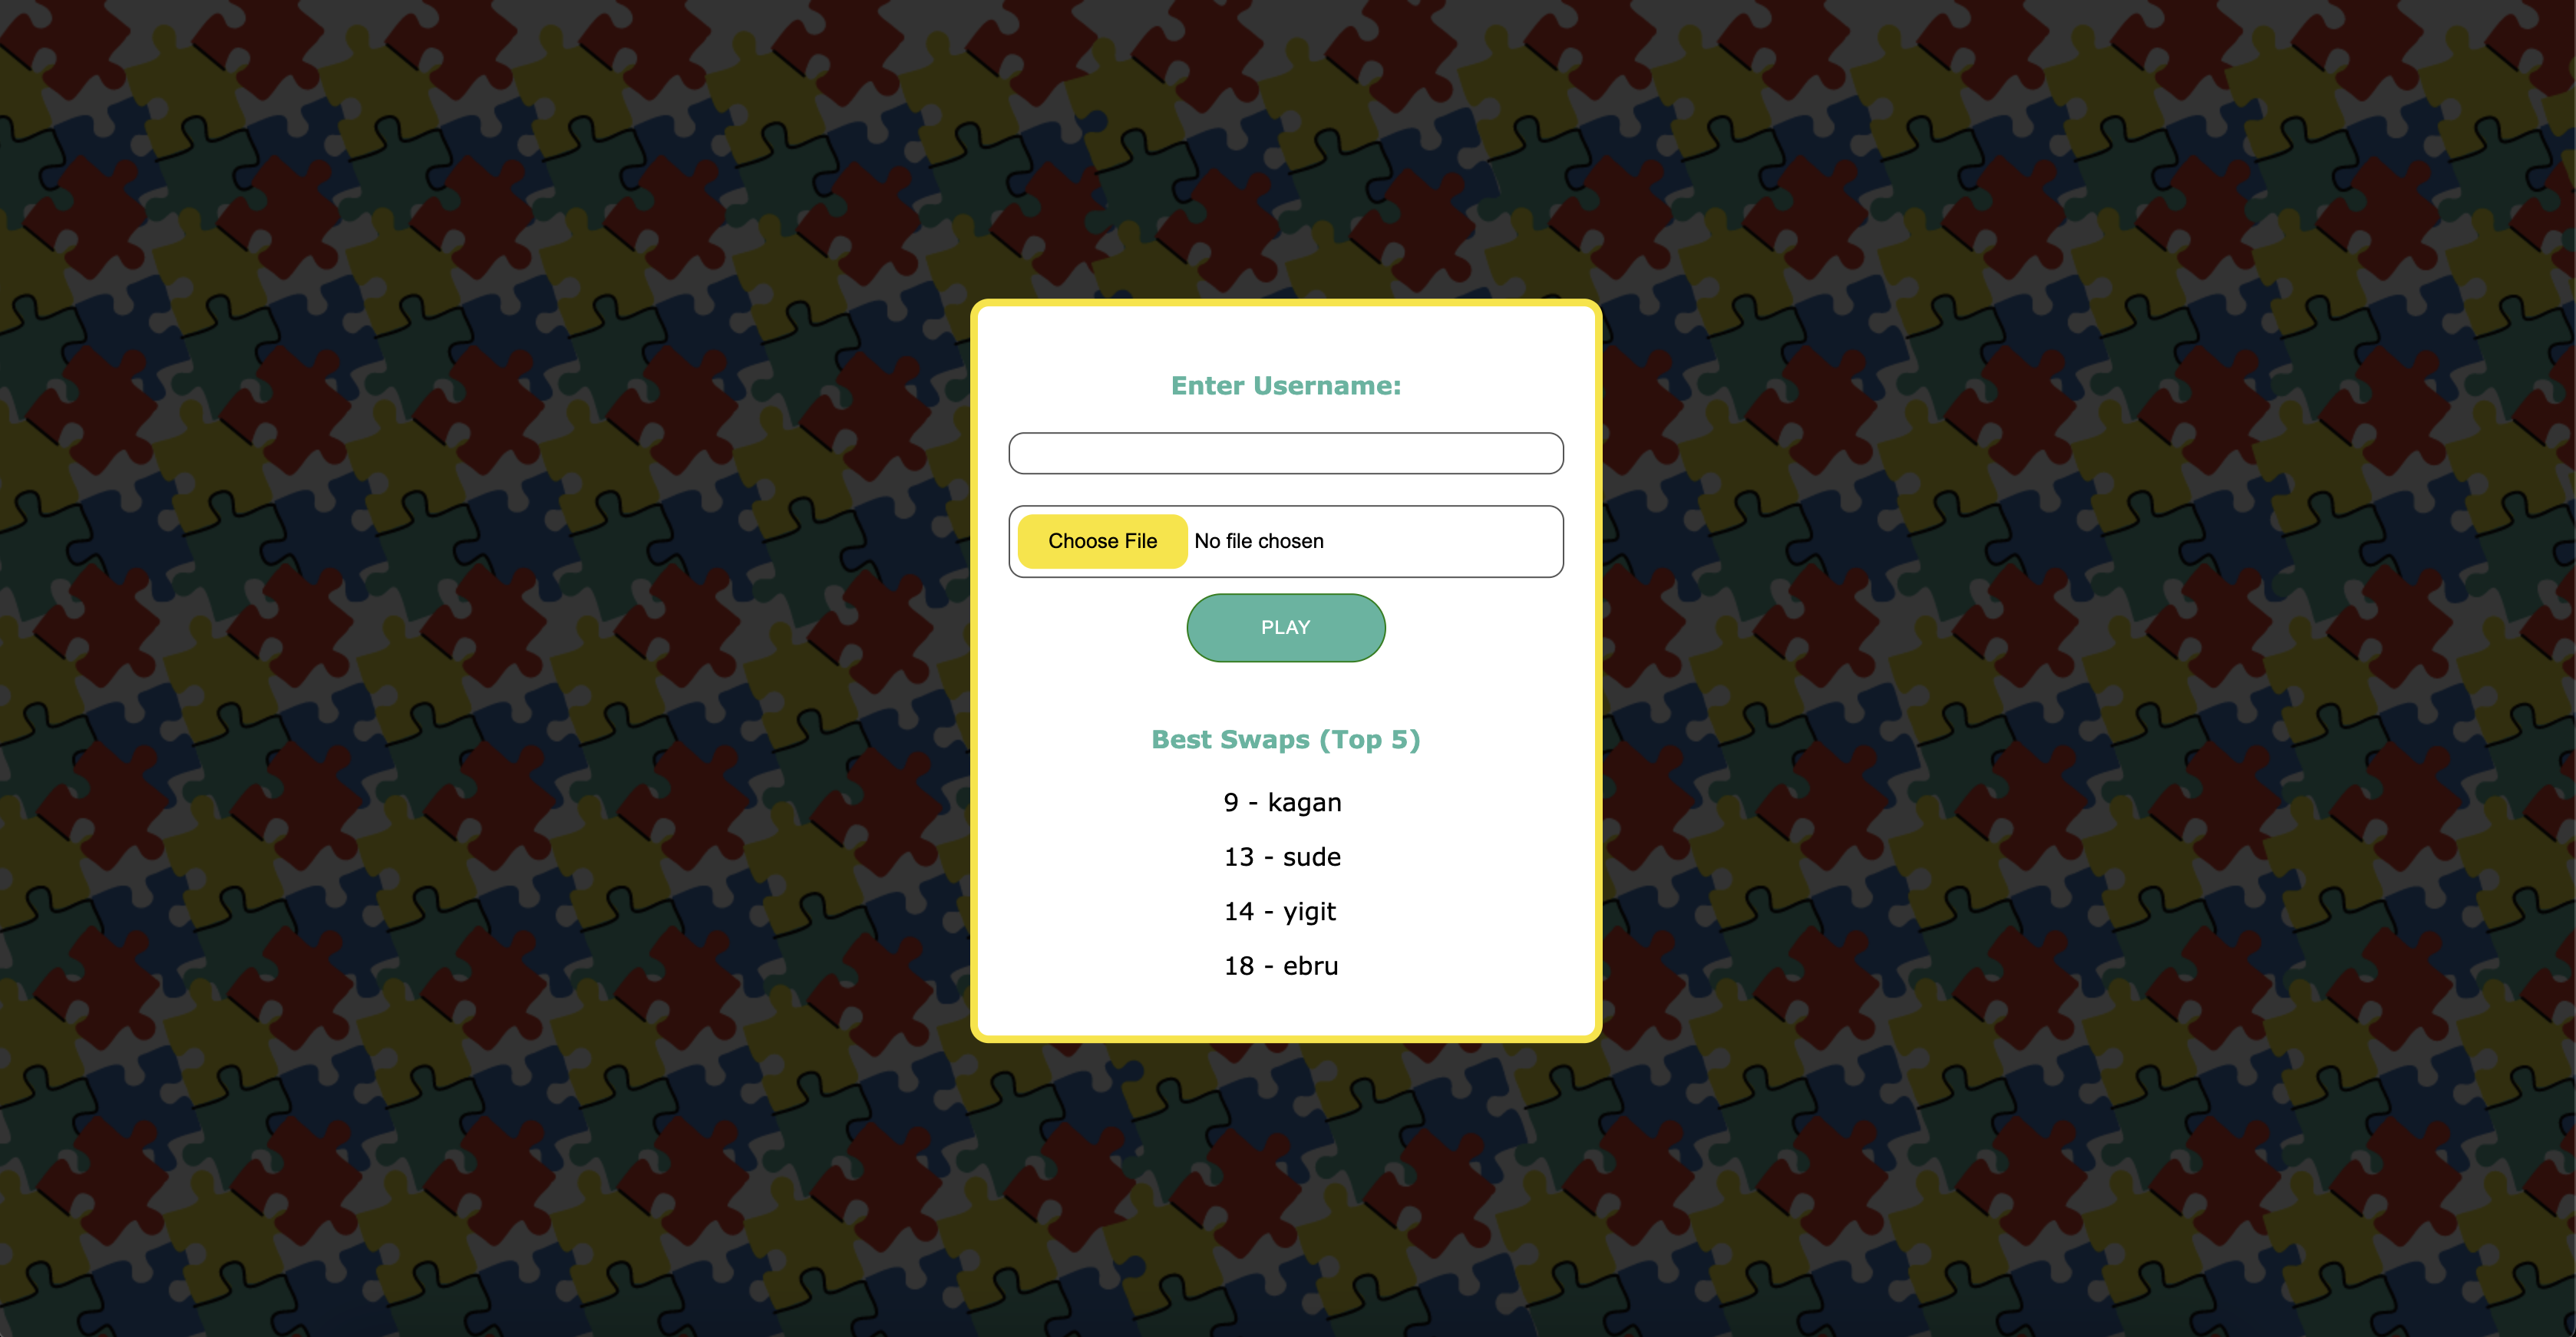 Enter Username:
Choose File No file chosen
PLAY
Best Swaps (Top 5)
9 - kagan
13 - sude
14 - yigit
18 - ebru